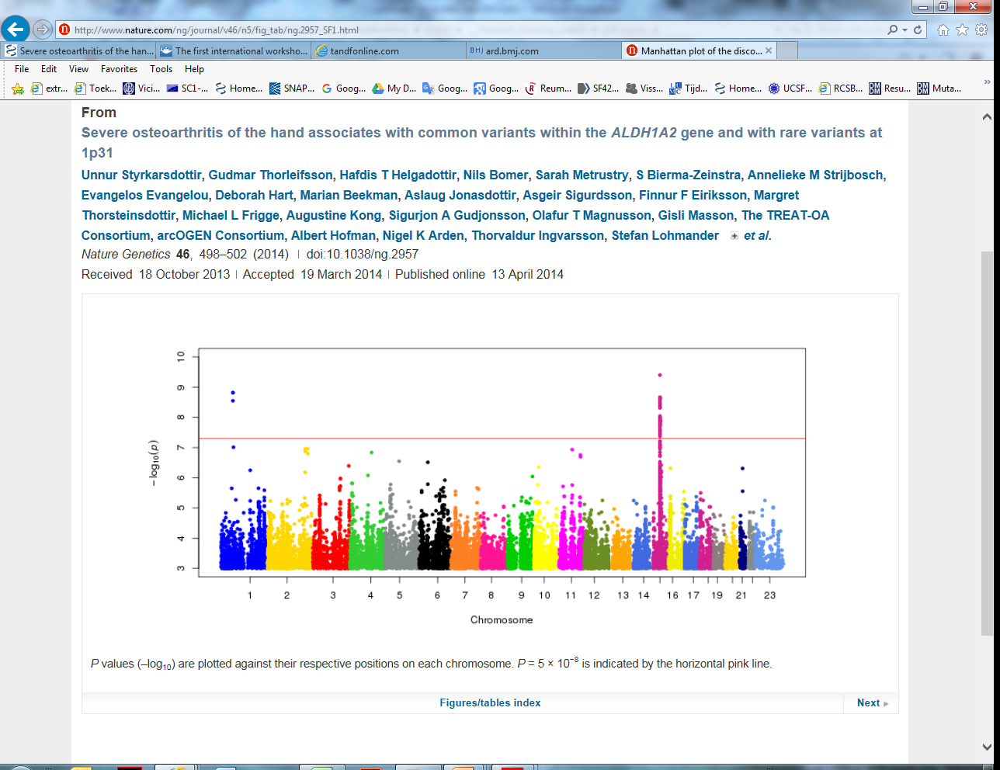 http://www.nature.com/ng/journal/v46/n5/fig_tab/ng.2957_SF1.html
Severe osteoarthritis of the han... The first international worksho... tandfonline.com BMJ ard.bmj.com Manhattan plot of the disco...
File Edit View Favorites Tools Help
extr... Toek... Vici... SC1-... Home... SNAP... Goog... My D... Goog... Goog... Reum... SF42... Viss... Tijd... Home... UCSF... RCSB... BM Resu... BM Muta...
From
Severe osteoarthritis of the hand associates with common variants within the ALDH1A2 gene and with rare variants at
1p31
Unnur Styrkarsdottir, Gudmar Thorleifsson, Hafdis T Helgadottir, Nils Bomer, Sarah Metrustry, S Bierma-Zeinstra, Annelieke M Strijbosch,
Evangelos Evangelou, Deborah Hart, Marian Beekman, Aslaug Jonasdottir, Asgeir Sigurdsson, Finnur F Eiriksson, Margret
Thorsteinsdottir, Michael L Frigge, Augustine Kong, Sigurjon A Gudjonsson, Olafur T Magnusson, Gisli Masson, The TREAT-OA
Consortium, arcOGEN Consortium, Albert Hofman, Nigel K Arden, Thorvaldur Ingvarsson, Stefan Lohmander + et al.
Nature Genetics 46, 498–502 (2014) | doi:10.1038/ng.2957
Received 18 October 2013 | Accepted 19 March 2014 | Published online 13 April 2014
10
9
8
7
6
5
4
3
−log10(p)
1 2 3 4 5 6 7 8 9 10 11 12 13 14 16 17 19 21 23
Chromosome
P values (–log10) are plotted against their respective positions on each chromosome. P = 5 × 10−8 is indicated by the horizontal pink line.
Figures/tables index
Next